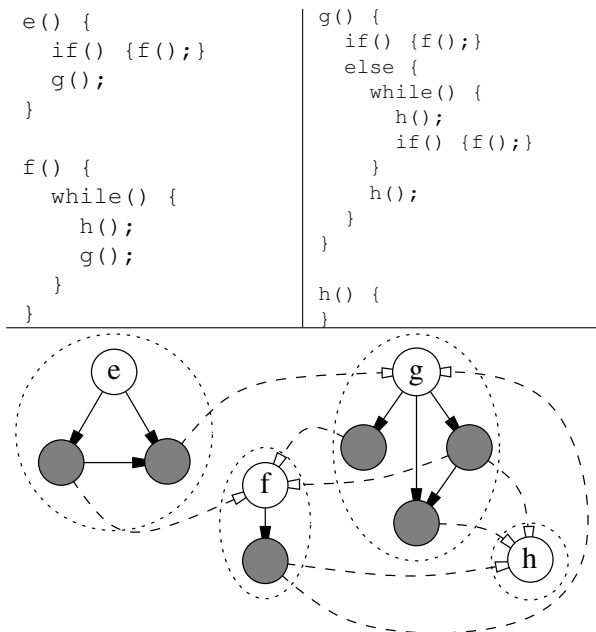 e() {
  if() {f();}
  g();
}
f() {
  while() {
    h();
    g();
  }
}
g() {
  if() {f();}
  else {
    while() {
      h();
      if() {f();}
    }
    h();
  }
}
h() {
}
e
g
f
h